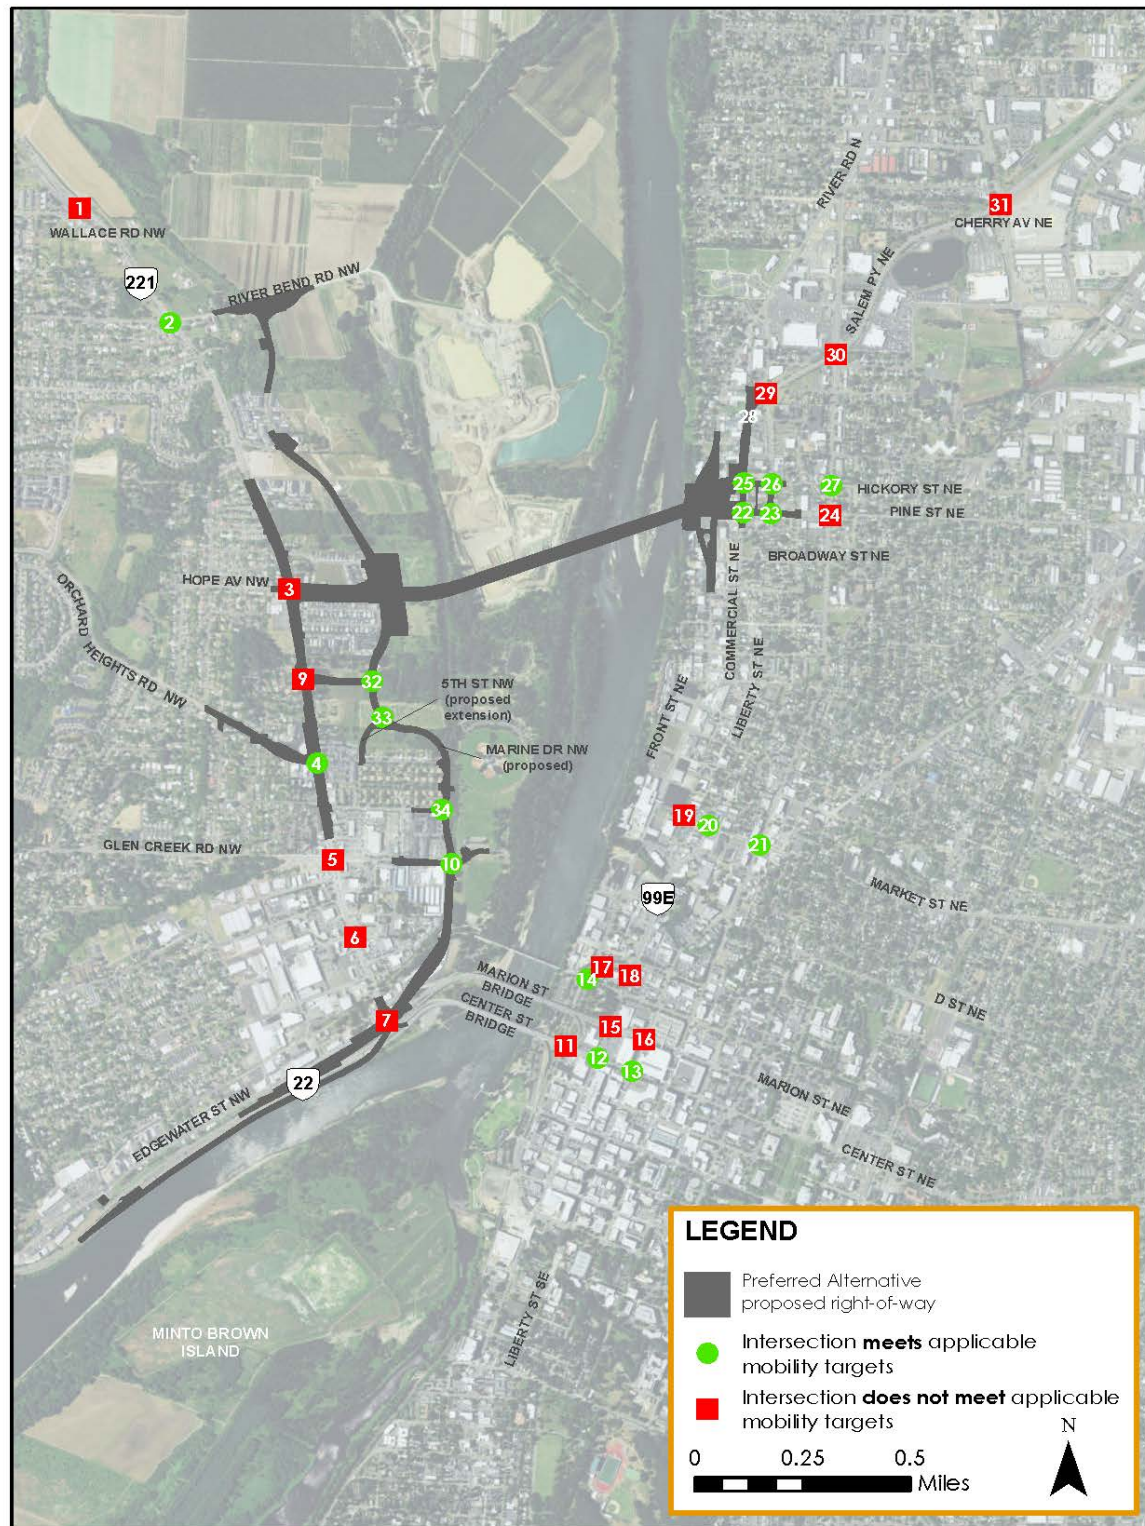 1
WALLACE RD NW
221
RIVER BEND RD NW
2
RIVER RD N
31
CHERRY AV NE
SALEM PY NE
30
29
28
25
26
27
HICKORY ST NE
22
23
24
PINE ST NE
BROADWAY ST NE
HOPE AV NW
3
ORCHARD
HEIGHTS RD NW
COMMERCIAL ST NE
LIBERTY ST NE
FRONT ST NE
9
32
5TH ST NW
(proposed
extension)
33
MARINE DR NW
(proposed)
4
34
19
20
21
GLEN CREEK RD NW
5
10
MARKET ST NE
99E
6
MARION ST
BRIDGE
CENTER ST
BRIDGE
14
17
18
D ST NE
7
15
16
11
12
13
22
EDGEWATER ST NW
MARION ST NE
CENTER ST NE
MINTO BROWN
ISLAND
LIBERTY ST SE
LEGEND
Preferred Alternative
proposed right-of-way
Intersection meets applicable
mobility targets
Intersection does not meet applicable
mobility targets
N
0 0.25 0.5
Miles